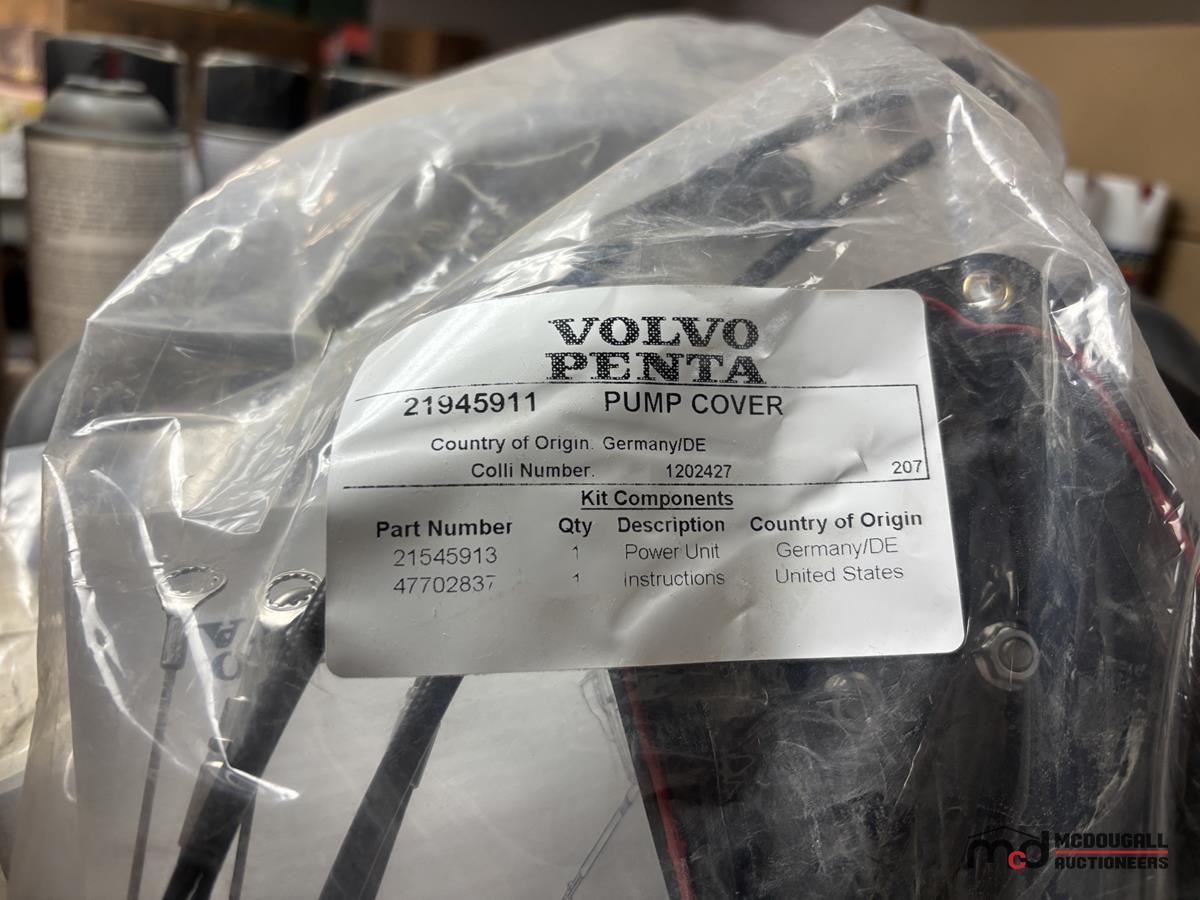 VOLVO
PENTA
21945911 PUMP COVER
Country of Origin. Germany/DE
Colli Number. 1202427 207
Kit Components
Part Number Qty Description Country of Origin
21545913 1 Power Unit Germany/DE
47702837 1 Instructions United States
mcd MCDOUGALL
AUCTIONEERS